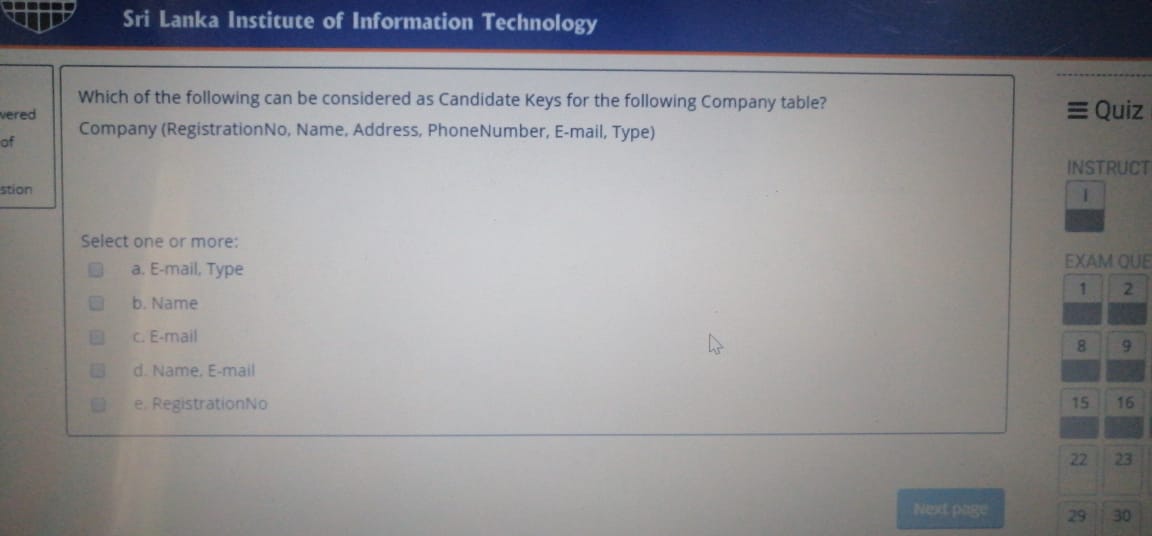 Sri Lanka Institute of Information Technology
vered
of
stion
Which of the following can be considered as Candidate Keys for the following Company table?
Company (RegistrationNo, Name, Address, PhoneNumber, E-mail, Type)
Select one or more:
a. E-mail, Type
b. Name
c. E-mail
d. Name, E-mail
e. RegistrationNo
Next page
Quiz
INSTRUCT
I
EXAM QUE
1 2
8 9
15 16
22 23
29 30